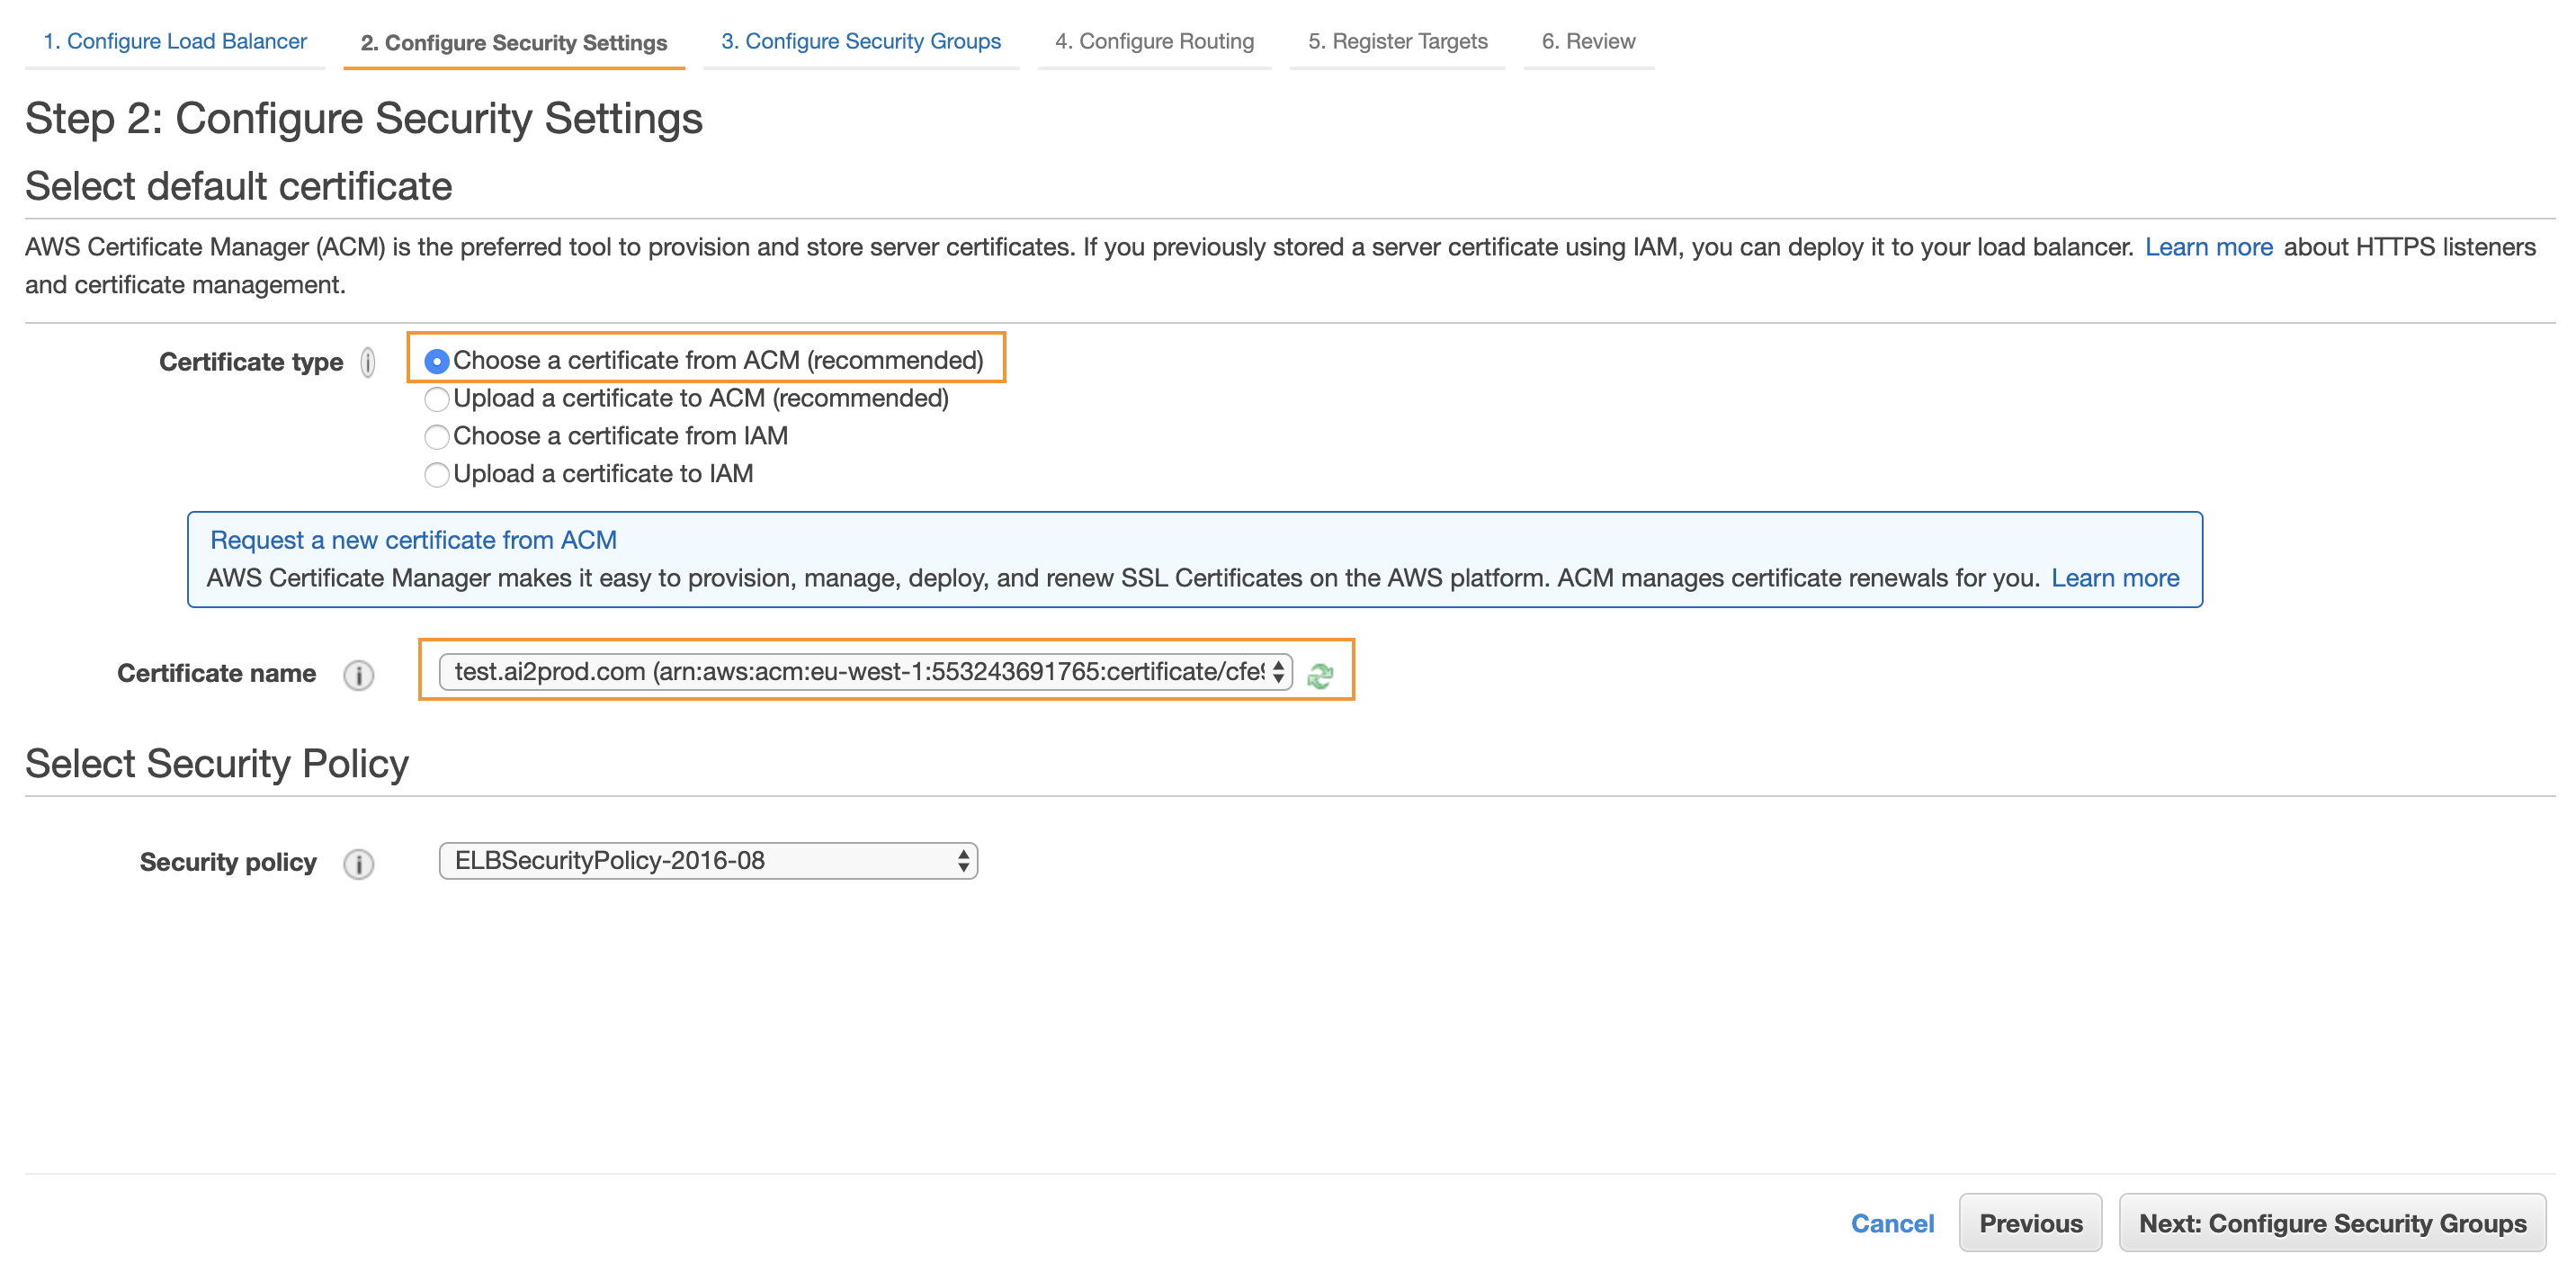 1. Configure Load Balancer 2. Configure Security Settings 3. Configure Security Groups 4. Configure Routing 5. Register Targets 6. Review
Step 2: Configure Security Settings
Select default certificate
AWS Certificate Manager (ACM) is the preferred tool to provision and store server certificates. If you previously stored a server certificate using IAM, you can deploy it to your load balancer. Learn more about HTTPS listeners
and certificate management.
Certificate type i Choose a certificate from ACM (recommended)
Upload a certificate to ACM (recommended)
Choose a certificate from IAM
Upload a certificate to IAM
Request a new certificate from ACM
AWS Certificate Manager makes it easy to provision, manage, deploy, and renew SSL Certificates on the AWS platform. ACM manages certificate renewals for you. Learn more
Certificate name i test.ai2prod.com (arn:aws:acm:eu-west-1:553243691765:certificate/cfe
Select Security Policy
Security policy i ELBSecurityPolicy-2016-08
Cancel Previous Next: Configure Security Groups